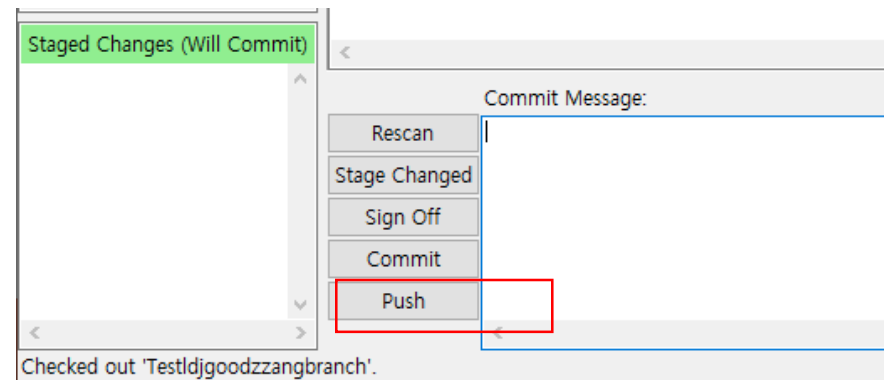 Staged Changes (Will Commit)
Commit Message:
Rescan
Stage Changed
Sign Off
Commit
Push
Checked out 'Testldjgoodzzangbranch'.